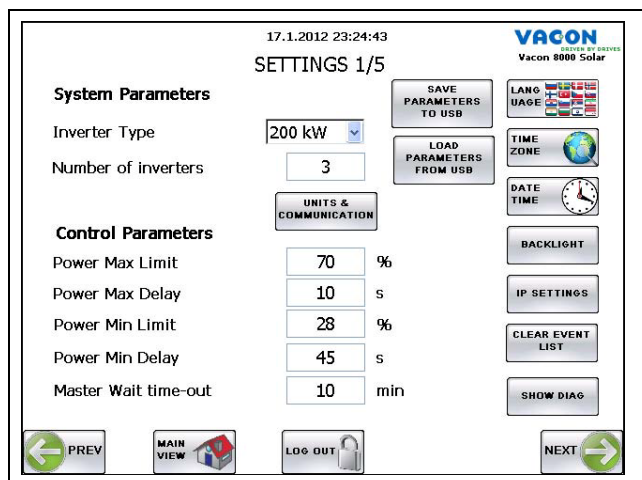 17.1.2012 23:24:43
VACON
DRIVEN BY DRIVES
Vacon 8000 Solar
SETTINGS 1/5
System Parameters
SAVE
PARAMETERS
TO USB
LANG
UAGE
Inverter Type
200 kW
LOAD
PARAMETERS
FROM USB
TIME
ZONE
Number of inverters
3
DATE
TIME
UNITS &
COMMUNICATION
Control Parameters
BACKLIGHT
Power Max Limit
70
%
Power Max Delay
10
s
IP SETTINGS
Power Min Limit
28
%
CLEAR EVENT
LIST
Power Min Delay
45
s
Master Wait time-out
10
min
SHOW DIAG
PREV
MAIN
VIEW
LOG OUT
NEXT